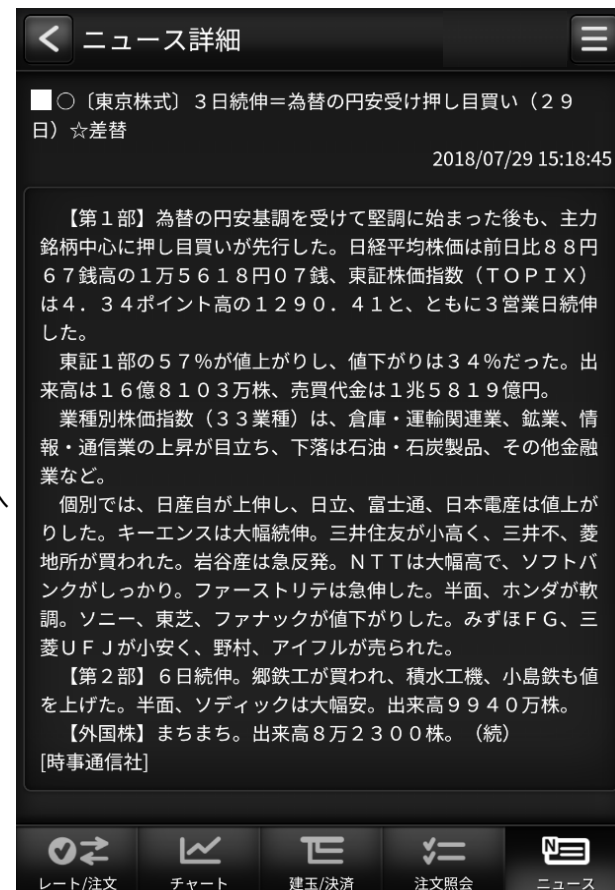 ニュース詳細
■○〔東京株式〕３日続伸＝為替の円安受け押し目買い（２９
日）☆差替
2018/07/29 15:18:45
【第１部】為替の円安基調を受けて堅調に始まった後も、主力
銘柄中心に押し目買いが先行した。日経平均株価は前日比８８円
６７銭高の１万５６１８円０７銭、東証株価指数（ＴＯＰＩＸ）
は４．３４ポイント高の１２９０．４１と、ともに３営業日続伸
した。
東証１部の５７％が値上がりし、値下がりは３４％だった。出
来高は１６億８１０３万株、売買代金は１兆５８１９億円。
業種別株価指数（３３業種）は、倉庫・運輸関連業、鉱業、情
報・通信業の上昇が目立ち、下落は石油・石炭製品、その他金融
業など。
個別では、日産自が上伸し、日立、富士通、日本電産は値上が
りした。キーエンスは大幅続伸。三井住友が小高く、三井不、菱
地所が買われた。岩谷産は急反発。ＮＴＴは大幅高で、ソフトバ
ンクがしっかり。ファーストリテは急伸した。半面、ホンダが軟
調。ソニー、東芝、ファナックが値下がりした。みずほＦＧ、三
菱ＵＦＪが小安く、野村、アイフルが売られた。
【第２部】６日続伸。郷鉄工が買われ、積水工機、小島鉄も値
を上げた。半面、ソディックは大幅安。出来高９９４０万株。
【外国株】まちまち。出来高８万２３００株。（続）
[時事通信社]
レート/注文
チャート
建玉/決済
注文照会
ニュース